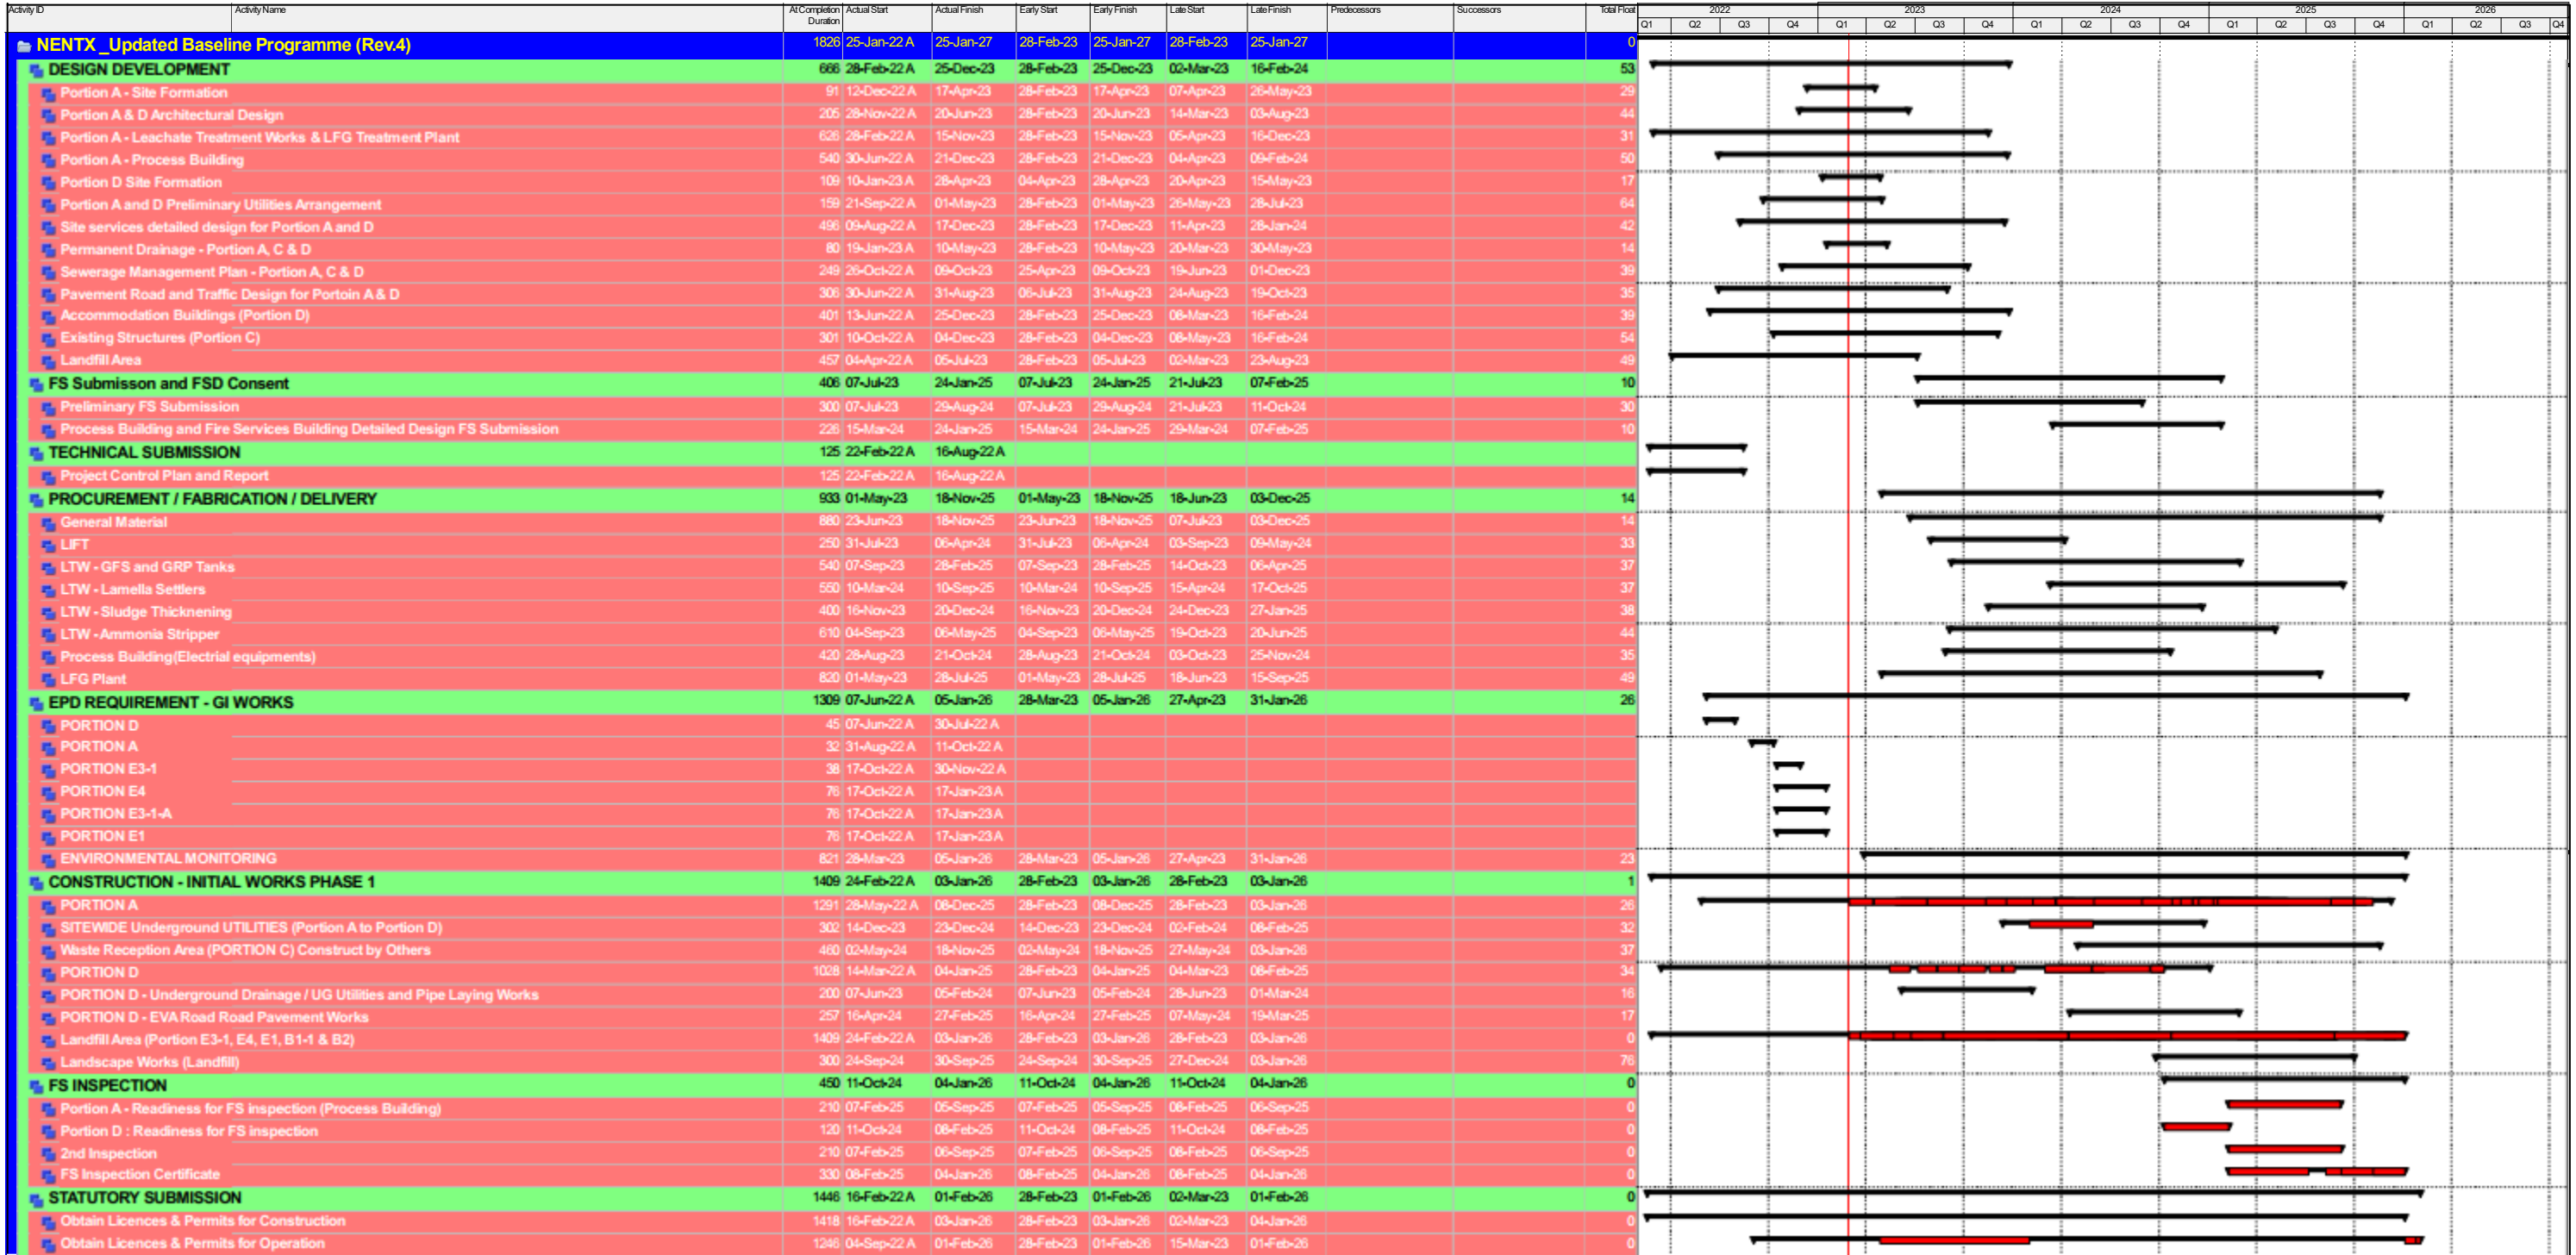 Activity ID Activity Name At Completion Duration Actual Start Actual Finish Early Start Early Finish Late Start Late Finish Predecessors Successors Total Float 2022 2023 2024 2025 2026
Q1 Q2 Q3 Q4 Q1 Q2 Q3 Q4 Q1 Q2 Q3 Q4 Q1 Q2 Q3 Q4 Q1 Q2 Q3 Q4
NENTX _Updated Baseline Programme (Rev.4) 1826 25-Jan-22 A 25-Jan-27 28-Feb-23 25-Jan-27 28-Feb-23 25-Jan-27 0
DESIGN DEVELOPMENT 666 28-Feb-22 A 25-Dec-23 28-Feb-23 25-Dec-23 02-Mar-23 16-Feb-24 53
Portion A - Site Formation 91 12-Dec-22 A 17-Apr-23 28-Feb-23 17-Apr-23 07-Apr-23 26-May-23 29
Portion A & D Architectural Design 205 28-Nov-22 A 20-Jun-23 28-Feb-23 20-Jun-23 14-Mar-23 03-Aug-23 44
Portion A - Leachate Treatment Works & LFG Treatment Plant 626 28-Feb-22 A 15-Nov-23 28-Feb-23 15-Nov-23 05-Apr-23 16-Dec-23 31
Portion A - Process Building 540 30-Jun-22 A 21-Dec-23 28-Feb-23 21-Dec-23 04-Apr-23 09-Feb-24 50
Portion D Site Formation 109 10-Jan-23 A 28-Apr-23 04-Apr-23 28-Apr-23 20-Apr-23 15-May-23 17
Portion A and D Preliminary Utilities Arrangement 159 21-Sep-22 A 01-May-23 28-Feb-23 01-May-23 26-May-23 28-Jul-23 64
Site services detailed design for Portion A and D 496 09-Aug-22 A 17-Dec-23 28-Feb-23 17-Dec-23 11-Apr-23 28-Jan-24 42
Permanent Drainage - Portion A, C & D 80 19-Jan-23 A 10-May-23 28-Feb-23 10-May-23 20-Mar-23 30-May-23 14
Sewerage Management Plan - Portion A, C & D 249 26-Oct-22 A 09-Oct-23 25-Apr-23 09-Oct-23 19-Jun-23 01-Dec-23 39
Pavement Road and Traffic Design for Portoin A & D 306 30-Jun-22 A 31-Aug-23 06-Jul-23 31-Aug-23 24-Aug-23 19-Oct-23 35
Accommodation Buildings (Portion D) 401 13-Jun-22 A 25-Dec-23 28-Feb-23 25-Dec-23 06-Mar-23 16-Feb-24 39
Existing Structures (Portion C) 301 10-Oct-22 A 04-Dec-23 28-Feb-23 04-Dec-23 08-May-23 16-Feb-24 54
Landfill Area 457 04-Apr-22 A 05-Jul-23 28-Feb-23 05-Jul-23 02-Mar-23 23-Aug-23 49
FS Submisson and FSD Consent 406 07-Jul-23 24-Jan-25 07-Jul-23 24-Jan-25 21-Jul-23 07-Feb-25 10
Preliminary FS Submission 300 07-Jul-23 29-Aug-24 07-Jul-23 29-Aug-24 21-Jul-23 11-Oct-24 30
Process Building and Fire Services Building Detailed Design FS Submission 226 15-Mar-24 24-Jan-25 15-Mar-24 24-Jan-25 29-Mar-24 07-Feb-25 10
TECHNICAL SUBMISSION 125 22-Feb-22 A 16-Aug-22 A
Project Control Plan and Report 125 22-Feb-22 A 16-Aug-22 A
PROCUREMENT / FABRICATION / DELIVERY 933 01-May-23 18-Nov-25 01-May-23 18-Nov-25 18-Jun-23 03-Dec-25 14
General Material 880 23-Jun-23 18-Nov-25 23-Jun-23 18-Nov-25 07-Jul-23 03-Dec-25 14
LIFT 250 31-Jul-23 06-Apr-24 31-Jul-23 06-Apr-24 03-Sep-23 09-May-24 33
LTW - GFS and GRP Tanks 540 07-Sep-23 28-Feb-25 07-Sep-23 28-Feb-25 14-Oct-23 06-Apr-25 37
LTW - Lamella Settlers 550 10-Mar-24 10-Sep-25 10-Mar-24 10-Sep-25 15-Apr-24 17-Oct-25 37
LTW - Sludge Thicknening 400 16-Nov-23 20-Dec-24 16-Nov-23 20-Dec-24 24-Dec-23 27-Jan-25 38
LTW - Ammonia Stripper 610 04-Sep-23 06-May-25 04-Sep-23 06-May-25 19-Oct-23 20-Jun-25 44
Process Building(Electrial equipments) 420 28-Aug-23 21-Oct-24 28-Aug-23 21-Oct-24 03-Oct-23 25-Nov-24 35
LFG Plant 820 01-May-23 28-Jul-25 01-May-23 28-Jul-25 18-Jun-23 15-Sep-25 49
EPD REQUIREMENT - GI WORKS 1309 07-Jun-22 A 05-Jan-26 28-Mar-23 05-Jan-26 27-Apr-23 31-Jan-26 26
PORTION D 45 07-Jun-22 A 30-Jul-22 A
PORTION A 32 31-Aug-22 A 11-Oct-22 A
PORTION E3-1 38 17-Oct-22 A 30-Nov-22 A
PORTION E4 76 17-Oct-22 A 17-Jan-23 A
PORTION E3-1-A 76 17-Oct-22 A 17-Jan-23 A
PORTION E1 76 17-Oct-22 A 17-Jan-23 A
ENVIRONMENTAL MONITORING 821 28-Mar-23 05-Jan-26 28-Mar-23 05-Jan-26 27-Apr-23 31-Jan-26 23
CONSTRUCTION - INITIAL WORKS PHASE 1 1409 24-Feb-22 A 03-Jan-26 28-Feb-23 03-Jan-26 28-Feb-23 03-Jan-26 1
PORTION A 1291 28-May-22 A 08-Dec-25 28-Feb-23 08-Dec-25 28-Feb-23 03-Jan-26 26
SITEWIDE Underground UTILITIES (Portion A to Portion D) 302 14-Dec-23 23-Dec-24 14-Dec-23 23-Dec-24 02-Feb-24 08-Feb-25 32
Waste Reception Area (PORTION C) Construct by Others 460 02-May-24 18-Nov-25 02-May-24 18-Nov-25 27-May-24 03-Jan-26 37
PORTION D 1028 14-Mar-22 A 04-Jan-25 28-Feb-23 04-Jan-25 04-Mar-23 08-Feb-25 34
PORTION D - Underground Drainage / UG Utilities and Pipe Laying Works 200 07-Jun-23 05-Feb-24 07-Jun-23 05-Feb-24 28-Jun-23 01-Mar-24 16
PORTION D - EVA Road Road Pavement Works 257 16-Apr-24 27-Feb-25 16-Apr-24 27-Feb-25 07-May-24 19-Mar-25 17
Landfill Area (Portion E3-1, E4, E1, B1-1 & B2) 1409 24-Feb-22 A 03-Jan-26 28-Feb-23 03-Jan-26 28-Feb-23 03-Jan-26 0
Landscape Works (Landfill) 300 24-Sep-24 30-Sep-25 24-Sep-24 30-Sep-25 27-Dec-24 03-Jan-26 76
FS INSPECTION 450 11-Oct-24 04-Jan-26 11-Oct-24 04-Jan-26 11-Oct-24 04-Jan-26 0
Portion A - Readiness for FS inspection (Process Building) 210 07-Feb-25 05-Sep-25 07-Feb-25 05-Sep-25 08-Feb-25 06-Sep-25 0
Portion D : Readiness for FS inspection 120 11-Oct-24 08-Feb-25 11-Oct-24 08-Feb-25 11-Oct-24 08-Feb-25 0
2nd Inspection 210 07-Feb-25 06-Sep-25 07-Feb-25 06-Sep-25 08-Feb-25 06-Sep-25 0
FS Inspection Certificate 330 08-Feb-25 04-Jan-26 08-Feb-25 04-Jan-26 08-Feb-25 04-Jan-26 0
STATUTORY SUBMISSION 1446 16-Feb-22 A 01-Feb-26 28-Feb-23 01-Feb-26 02-Mar-23 01-Feb-26 0
Obtain Licences & Permits for Construction 1418 16-Feb-22 A 03-Jan-26 28-Feb-23 03-Jan-26 02-Mar-23 04-Jan-26 0
Obtain Licences & Permits for Operation 1246 04-Sep-22 A 01-Feb-26 28-Feb-23 01-Feb-26 15-Mar-23 01-Feb-26 0